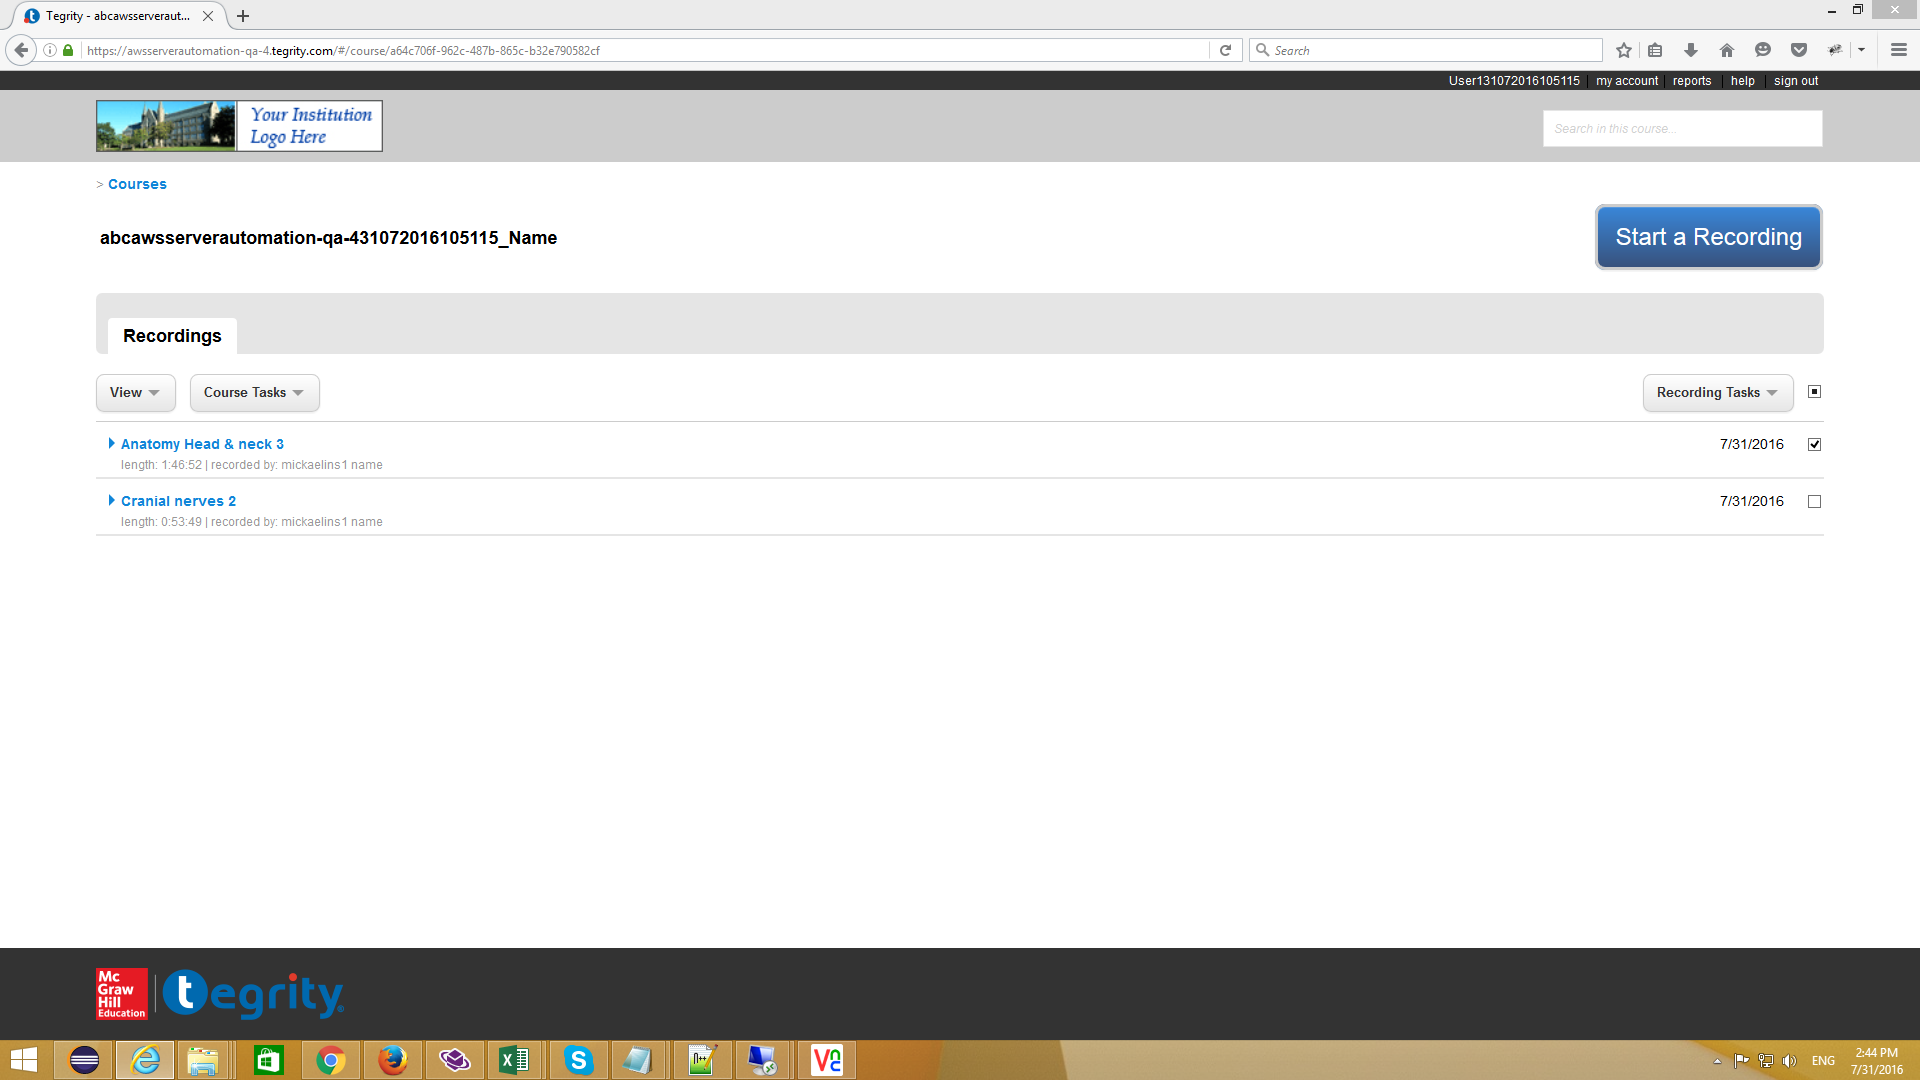 Tegrity - abcawsserveraut...
https://awsserverautomation-qa-4.tegrity.com/#/course/a64c706f-962c-487b-865c-b32e790582cf
Search
User131072016105115 | my account | reports | help | sign out
Your Institution
Logo Here
Search in this course...
> Courses
abcawsserverautomation-qa-431072016105115_Name
Start a Recording
Recordings
View
Course Tasks
Recording Tasks
Anatomy Head & neck 3
7/31/2016
length: 1:46:52 | recorded by: mickaelins1 name
Cranial nerves 2
7/31/2016
length: 0:53:49 | recorded by: mickaelins1 name
Mc
Graw
Hill
Education
tegrity
ENG
2:44 PM
7/31/2016